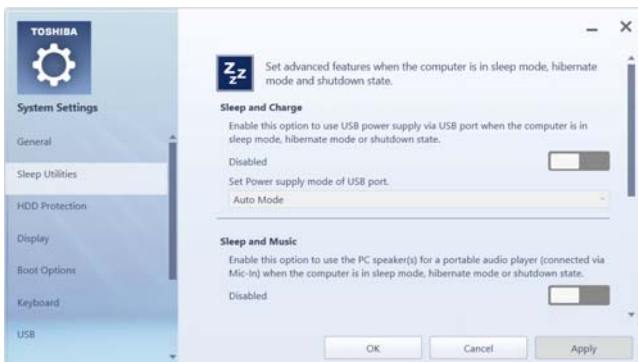 TOSHIBA
System Settings
General
Sleep Utilities
HDD Protection
Display
Boot Options
Keyboard
USB
Zzz
Set advanced features when the computer is in sleep mode, hibernate
mode and shutdown state.
Sleep and Charge
Enable this option to use USB power supply via USB port when the computer is in
sleep mode, hibernate mode or shutdown state.
Disabled
Set Power supply mode of USB port.
Auto Mode
Sleep and Music
Enable this option to use the PC speaker(s) for a portable audio player (connected via
Mic-In) when the computer is in sleep mode, hibernate mode or shutdown state.
Disabled
OK
Cancel
Apply